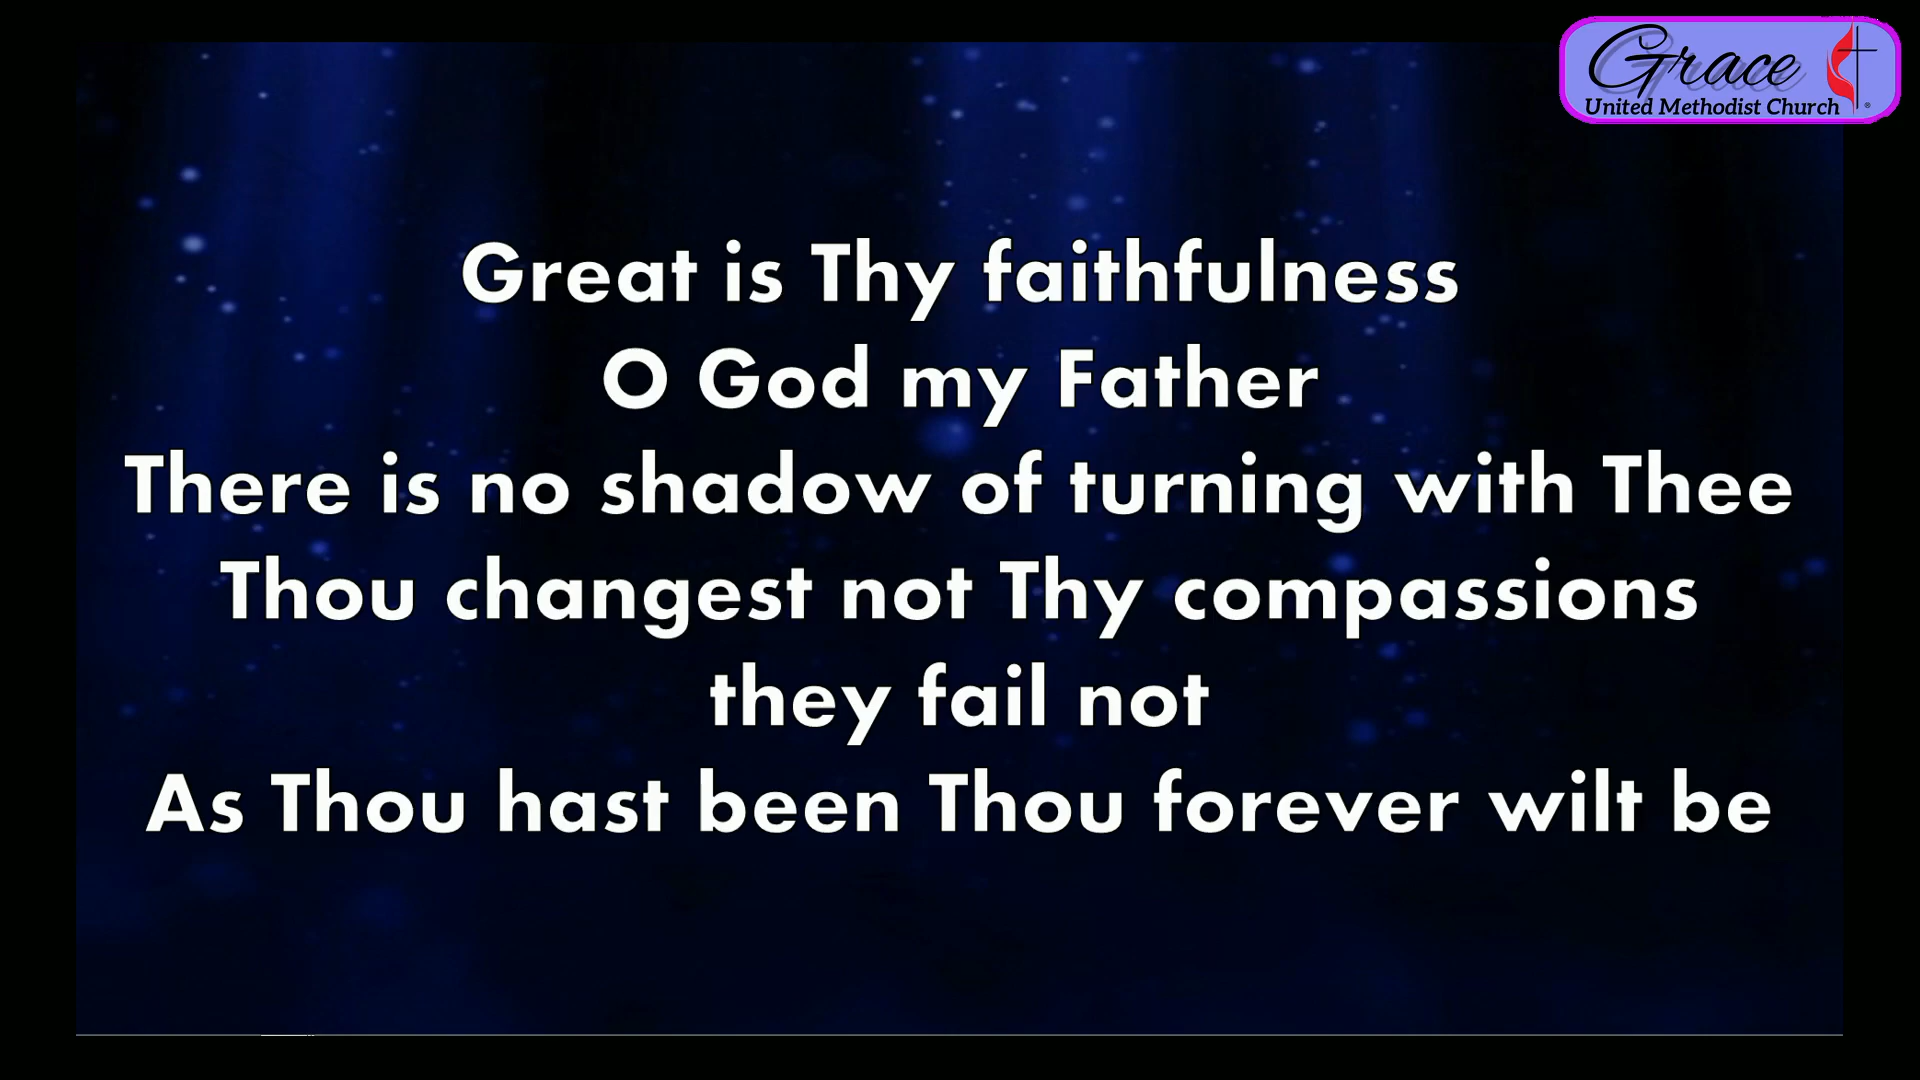 Grace
United Methodist Church
Great is Thy faithfulness
O God my Father
There is no shadow of turning with Thee
Thou changest not Thy compassions
they fail not
As Thou hast been Thou forever wilt be